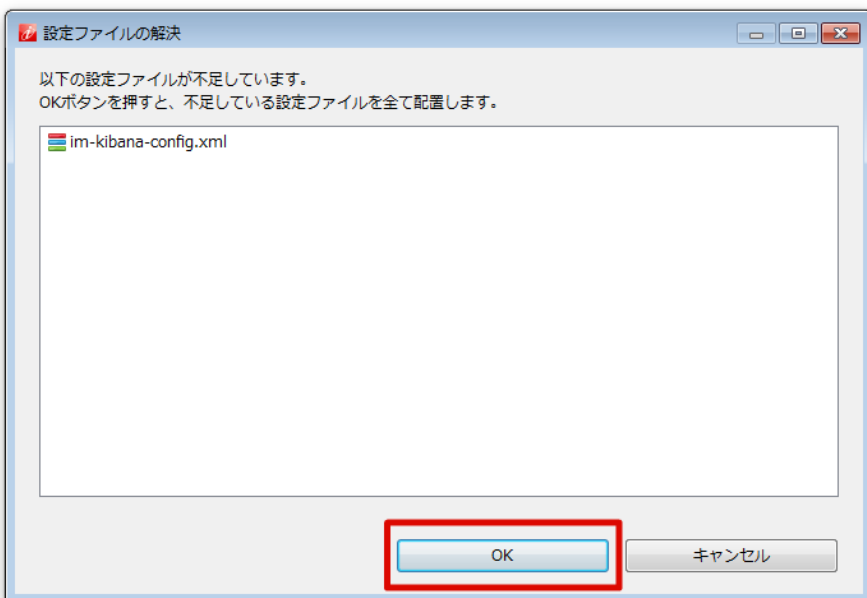 設定ファイルの解決
以下の設定ファイルが不足しています。
OKボタンを押すと、不足している設定ファイルを全て配置します。
im-kibana-config.xml
OK
キャンセル